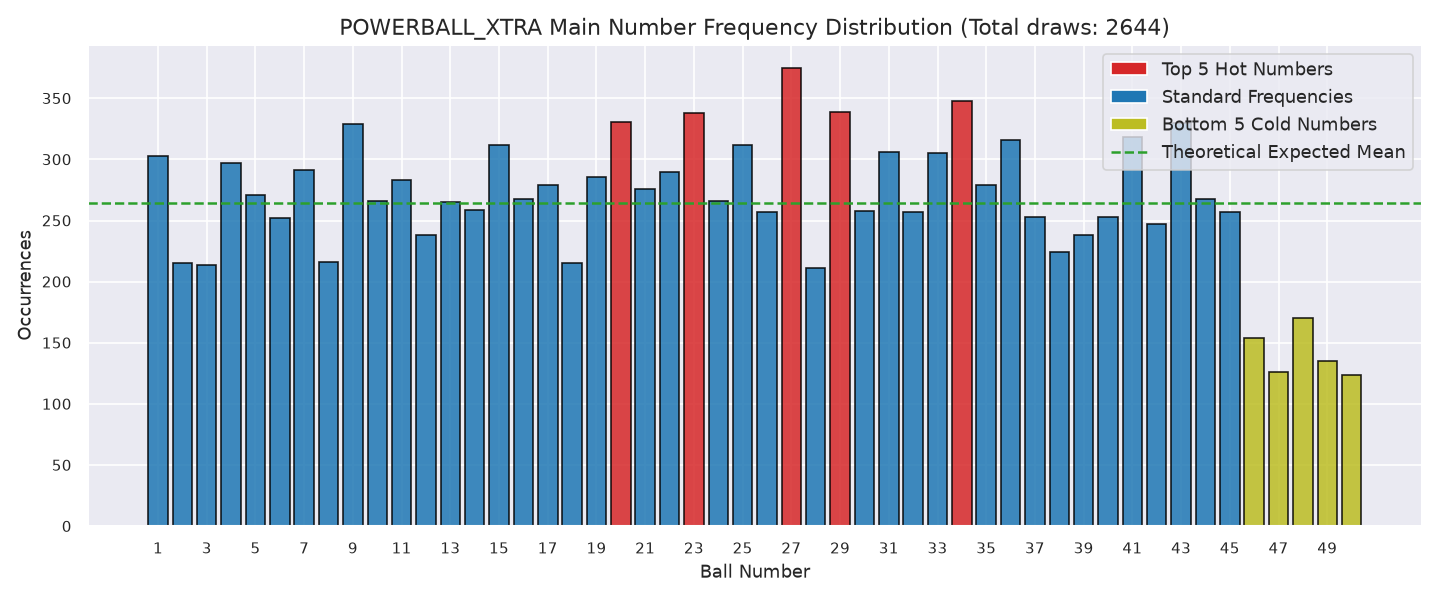 POWERBALL_XTRA Main Number Frequency Distribution (Total draws: 2644)
Top 5 Hot Numbers
Standard Frequencies
Bottom 5 Cold Numbers
Theoretical Expected Mean
Occurrences
350
300
250
200
150
100
50
0
1 3 5 7 9 11 13 15 17 19 21 23 25 27 29 31 33 35 37 39 41 43 45 47 49
Ball Number